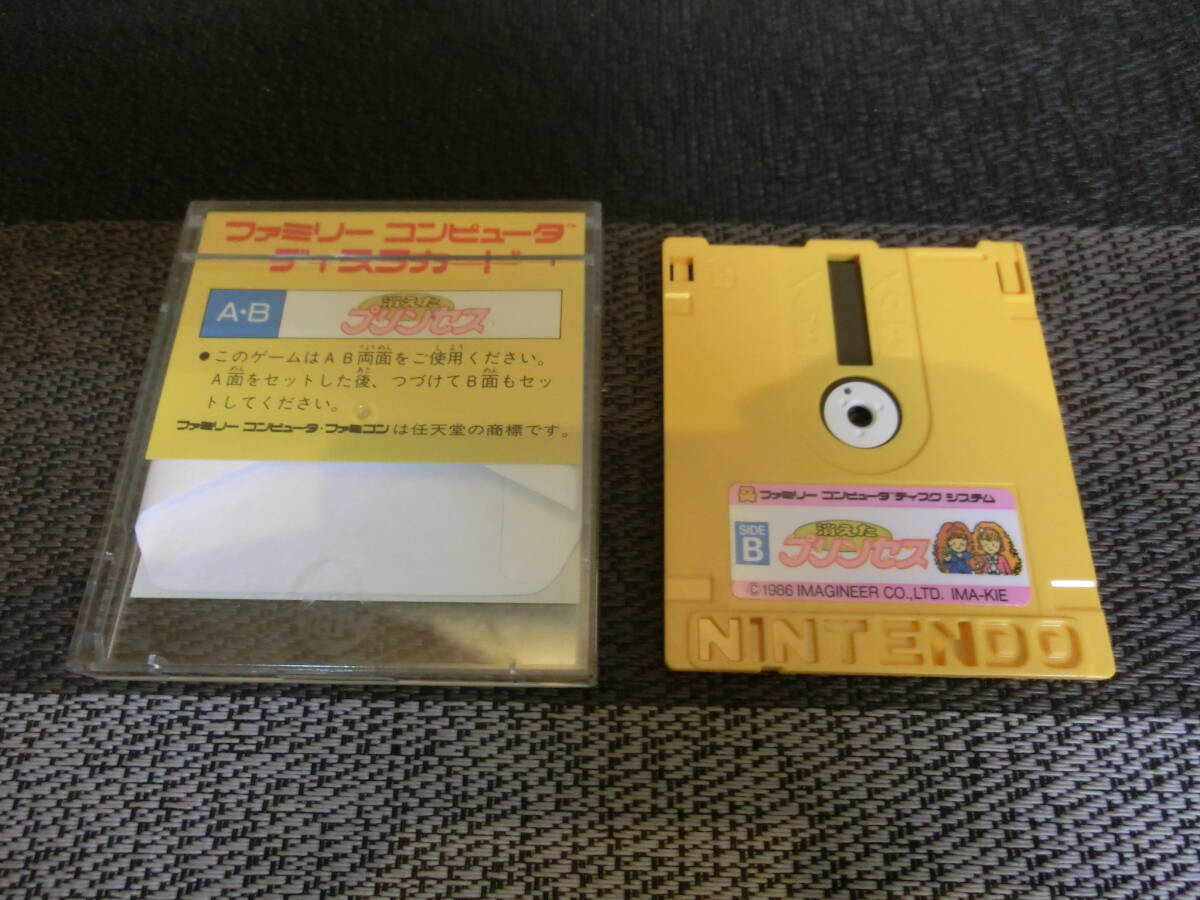 ファミリー コンピュータ™
ディスクカード
A・B
消えた
プリンセス
●このゲームはAB両面をご使用ください。
A面をセットした後、つづけてB面もセッ
トしてください。
ファミリー コンピュータ・ファミコンは任天堂の商標です。
ファミリー コンピュータ™ ディスク システム
SIDE
B
消えた
プリンセス
©1986 IMAGINEER CO.,LTD. IMA-KIE
NINTENDO